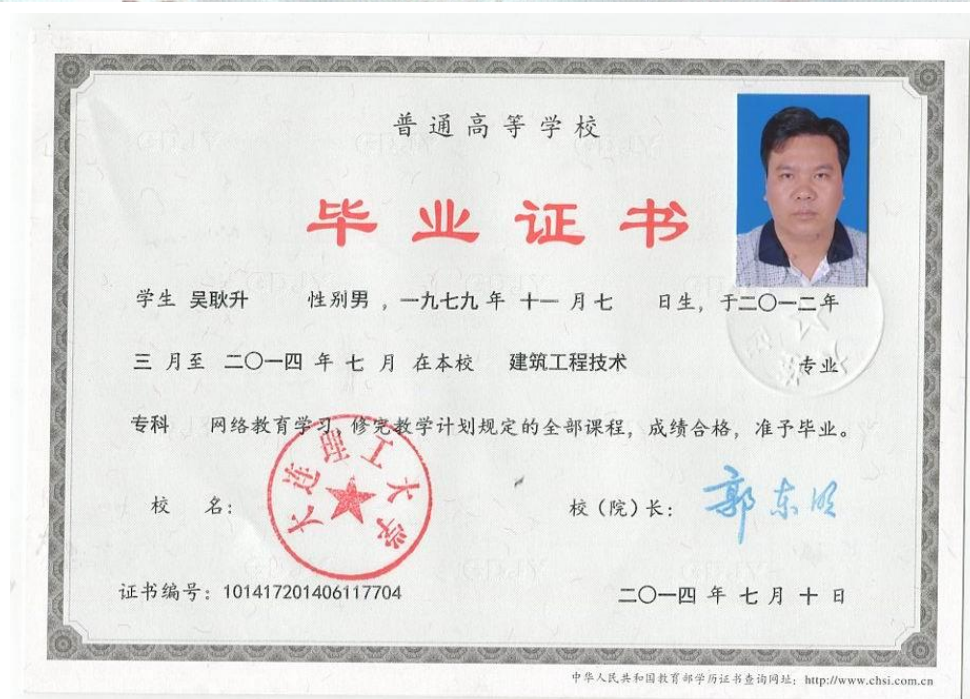 普通高等学校
毕业证书
学生 吴耿升 性别男，一九七九年 十一月七 日生，于二〇一二年
三 月至 二〇一四 年 七 月 在本校 建筑工程技术 专业
专科 网络教育学习，修完教学计划规定的全部课程，成绩合格，准予毕业。
大连理工大学
校 名： 校（院）长： 郭东明
证书编号：101417201406117704 二〇一四 年 七 月 十 日
中华人民共和国教育部学历证书查询网址：http://www.chsi.com.cn